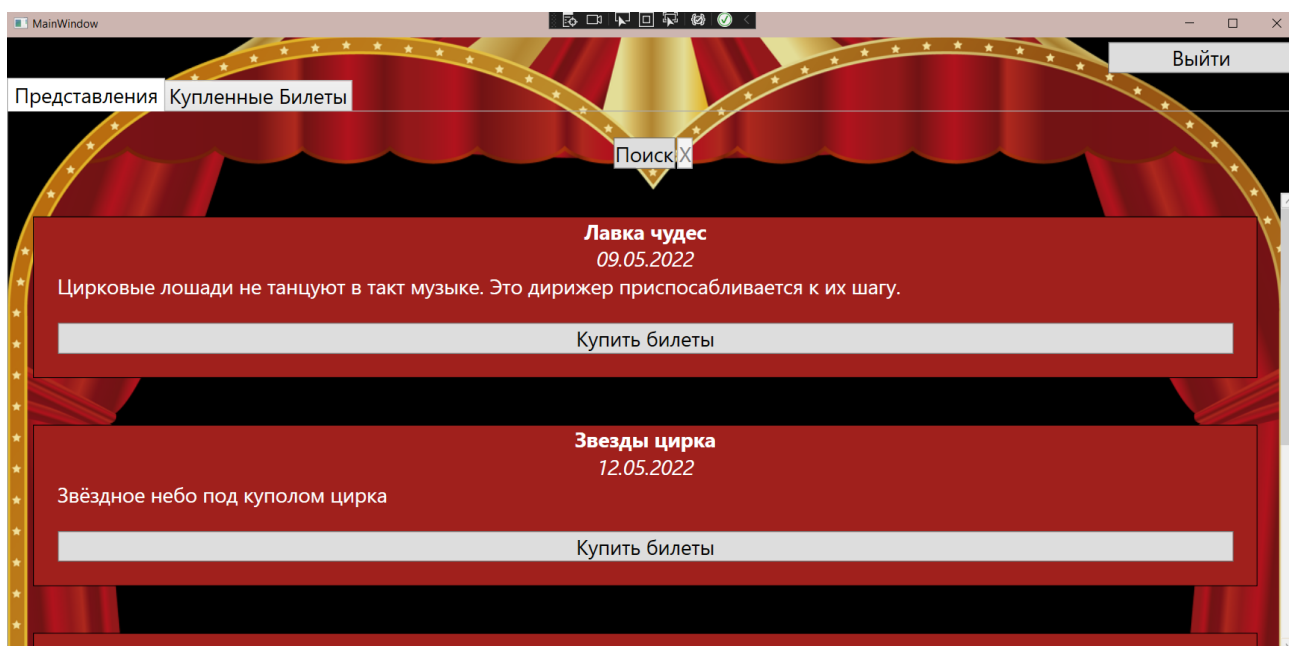 MainWindow
Выйти
Представления Купленные Билеты
Поиск X
Лавка чудес
09.05.2022
Цирковые лошади не танцуют в такт музыке. Это дирижер приспосабливается к их шагу.
Купить билеты
Звезды цирка
12.05.2022
Звёздное небо под куполом цирка
Купить билеты